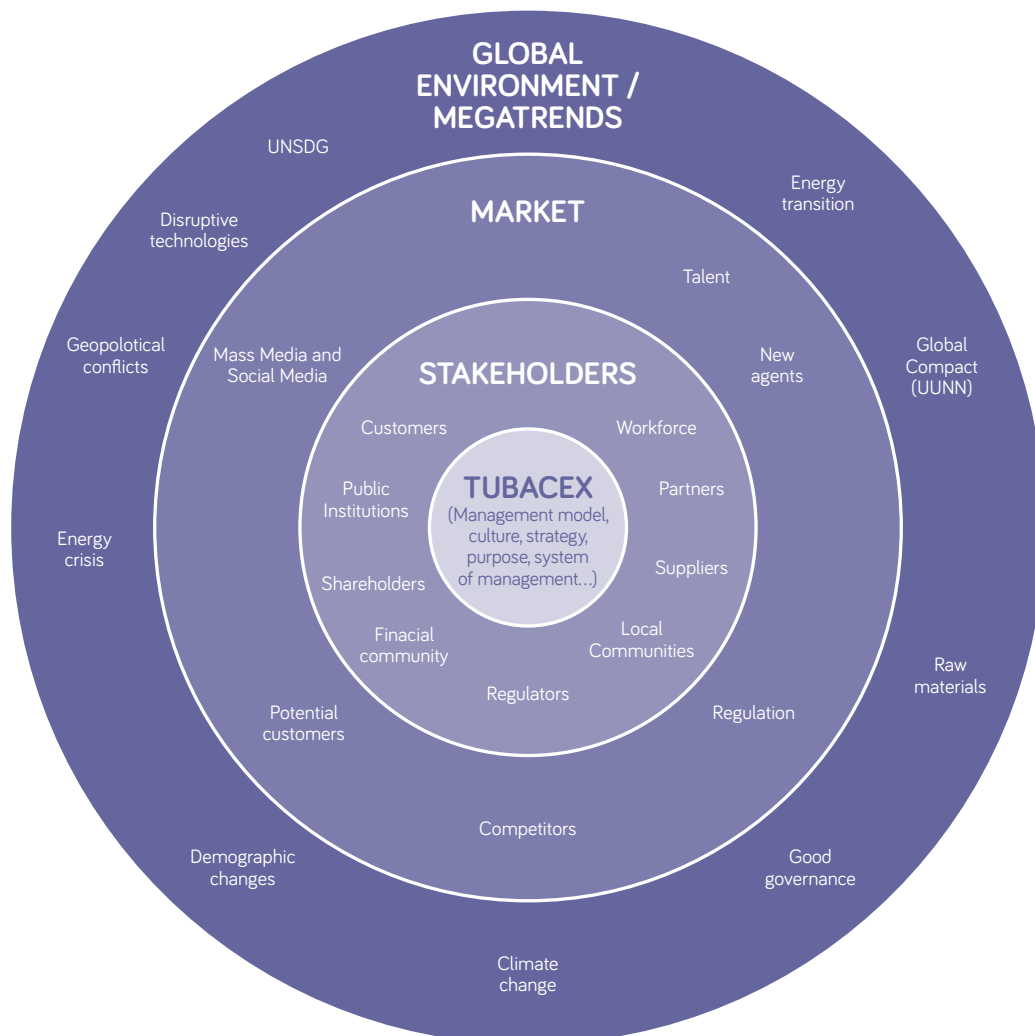 GLOBAL
ENVIRONMENT /
MEGATRENDS
UNSDG
Energy
transition
Disruptive
technologies
Geopolotical
conflicts
Global
Compact
(UUNN)
Energy
crisis
Raw
materials
Demographic
changes
Good
governance
Climate
change
MARKET
Talent
Mass Media and
Social Media
New
agents
Potential
customers
Regulation
Competitors
STAKEHOLDERS
Customers
Workforce
Public
Institutions
Partners
Shareholders
Suppliers
Finacial
community
Local
Communities
Regulators
TUBACEX
(Management model,
culture, strategy,
purpose, system
of management...)